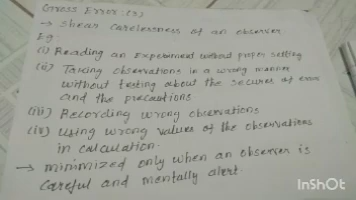 Gross Error : (3)
→ Shear carelessness of an observer
Eg:
(i) Reading an Experiment without proper setting
(ii) Taking observations in a wrong manner
without testing about the secures of error
and the precautions
(iii) Recording wrong observations
(iv) Using wrong values of the observations
in calculation.
→ minimized only when an observer is
careful and mentally alert.
InShOt